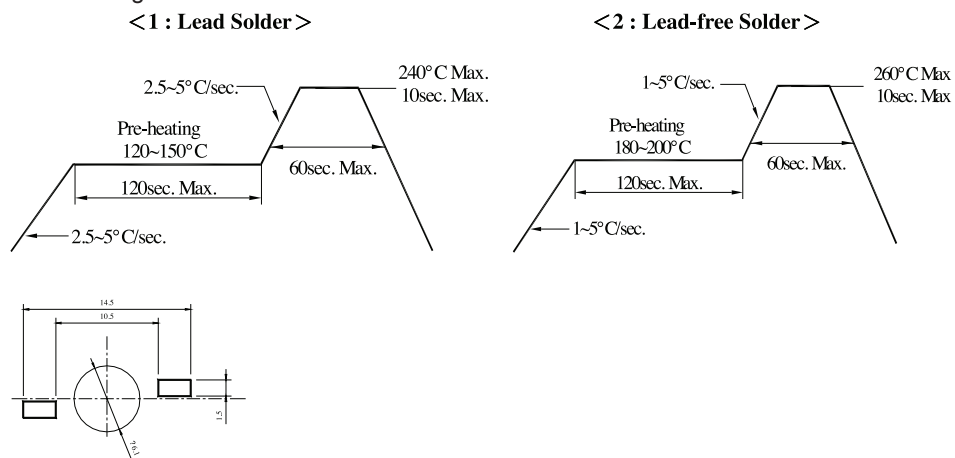 <1 : Lead Solder>
2.5~5°C/sec.
240°C Max.
10sec. Max.
Pre-heating
120~150°C
60sec. Max.
120sec. Max.
2.5~5°C/sec.
<2 : Lead-free Solder>
1~5°C/sec.
260°C Max
10sec. Max
Pre-heating
180~200°C
60sec. Max.
120sec. Max.
1~5°C/sec.
14.5
10.5
1.5